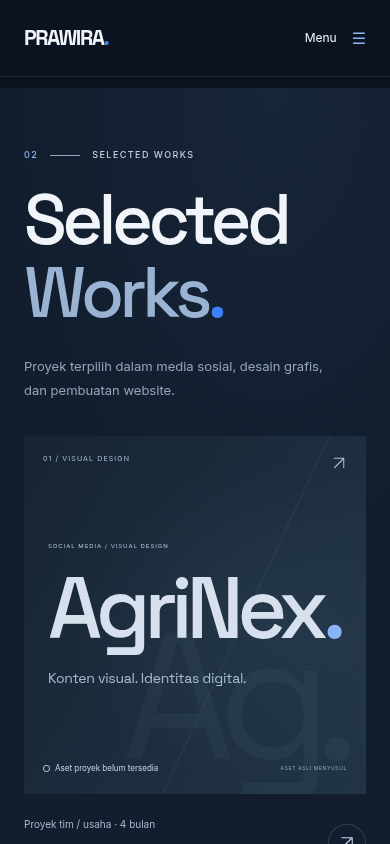 PRAWIRA.
Menu
02 SELECTED WORKS
Selected
Works.
Proyek terpilih dalam media sosial, desain grafis,
dan pembuatan website.
01 / VISUAL DESIGN
SOCIAL MEDIA / VISUAL DESIGN
AgriNex.
Ag.
Konten visual. Identitas digital.
Aset proyek belum tersedia
ASET ASLI MENYUSUL
Proyek tim / usaha · 4 bulan